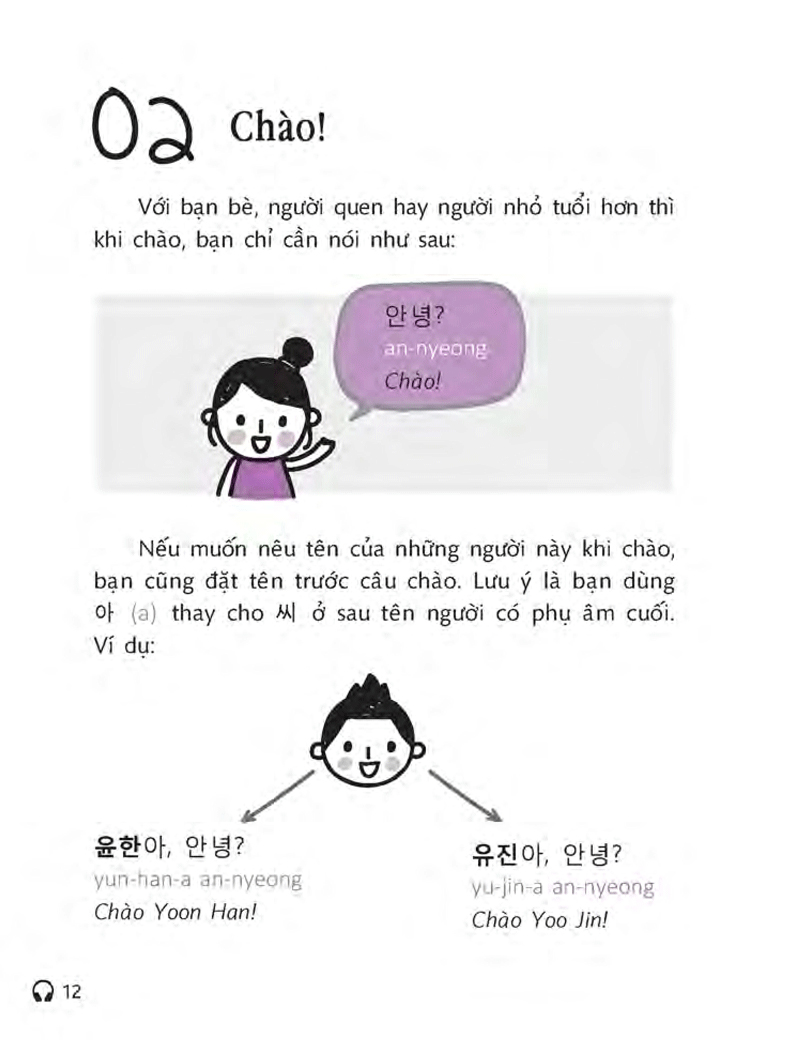 02 Chào!
Với bạn bè, người quen hay người nhỏ tuổi hơn thì
khi chào, bạn chỉ cần nói như sau:
안녕?
an-nyeong
Chào!
Nếu muốn nêu tên của những người này khi chào,
bạn cũng đặt tên trước câu chào. Lưu ý là bạn dùng
아 (a) thay cho 씨 ở sau tên người có phụ âm cuối.
Ví dụ:
윤한아, 안녕?
yun-han-a an-nyeong
Chào Yoon Han!
유진아, 안녕?
yu-jin-a an-nyeong
Chào Yoo Jin!
12